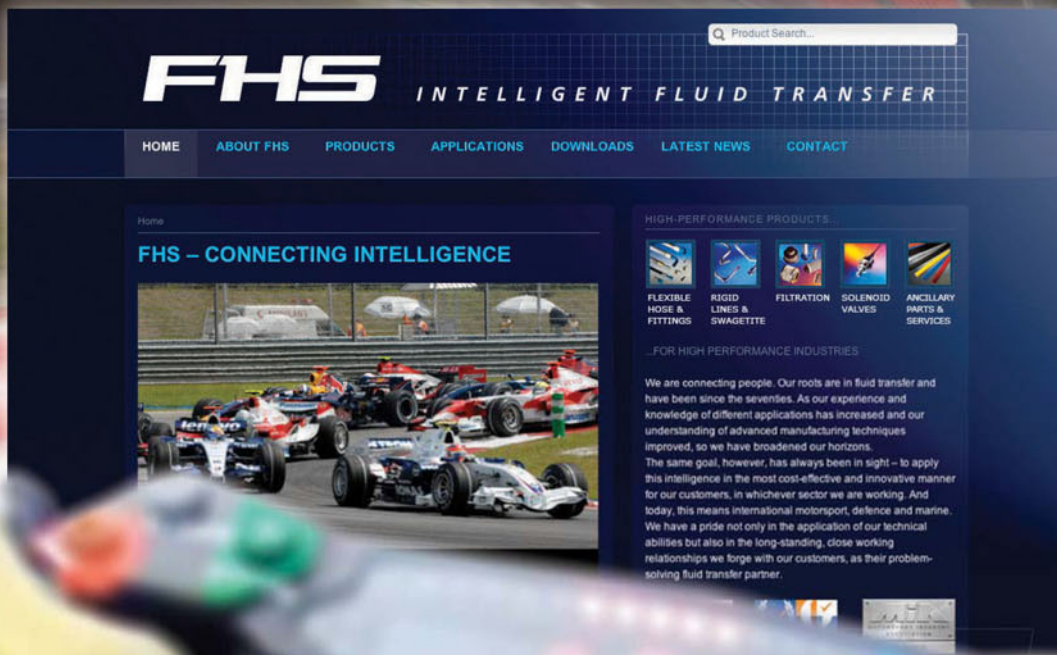 Product Search...
FHS
INTELLIGENT FLUID TRANSFER
HOME ABOUT FHS PRODUCTS APPLICATIONS DOWNLOADS LATEST NEWS CONTACT
Home
FHS – CONNECTING INTELLIGENCE
lenovo
HIGH-PERFORMANCE PRODUCTS...
FLEXIBLE
HOSE &
FITTINGS
RIGID
LINES &
SWAGETITE
FILTRATION
SOLENOID
VALVES
ANCILLARY
PARTS &
SERVICES
...FOR HIGH PERFORMANCE INDUSTRIES
We are connecting people. Our roots are in fluid transfer and
have been since the seventies. As our experience and
knowledge of different applications has increased and our
understanding of advanced manufacturing techniques
improved, so we have broadened our horizons.
The same goal, however, has always been in sight – to apply
this intelligence in the most cost-effective and innovative manner
for our customers, in whichever sector we are working. And
today, this means international motorsport, defence and marine.
We have a pride not only in the application of our technical
abilities but also in the long-standing, close working
relationships we forge with our customers, as their problem-
solving fluid transfer partner.
MIA
MOTORSPORT INDUSTRY
ASSOCIATION